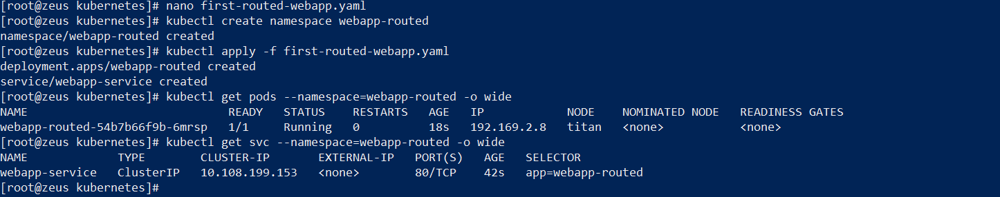 [root@zeus kubernetes]# nano first-routed-webapp.yaml
[root@zeus kubernetes]# kubectl create namespace webapp-routed
namespace/webapp-routed created
[root@zeus kubernetes]# kubectl apply -f first-routed-webapp.yaml
deployment.apps/webapp-routed created
service/webapp-service created
[root@zeus kubernetes]# kubectl get pods --namespace=webapp-routed -o wide
NAME                             READY   STATUS    RESTARTS   AGE   IP            NODE    NOMINATED NODE   READINESS GATES
webapp-routed-54b7b66f9b-6mrsp   1/1     Running   0          18s   192.169.2.8   titan   <none>           <none>
[root@zeus kubernetes]# kubectl get svc --namespace=webapp-routed -o wide
NAME             TYPE        CLUSTER-IP       EXTERNAL-IP   PORT(S)   AGE   SELECTOR
webapp-service   ClusterIP   10.108.199.153   <none>        80/TCP    42s   app=webapp-routed
[root@zeus kubernetes]#